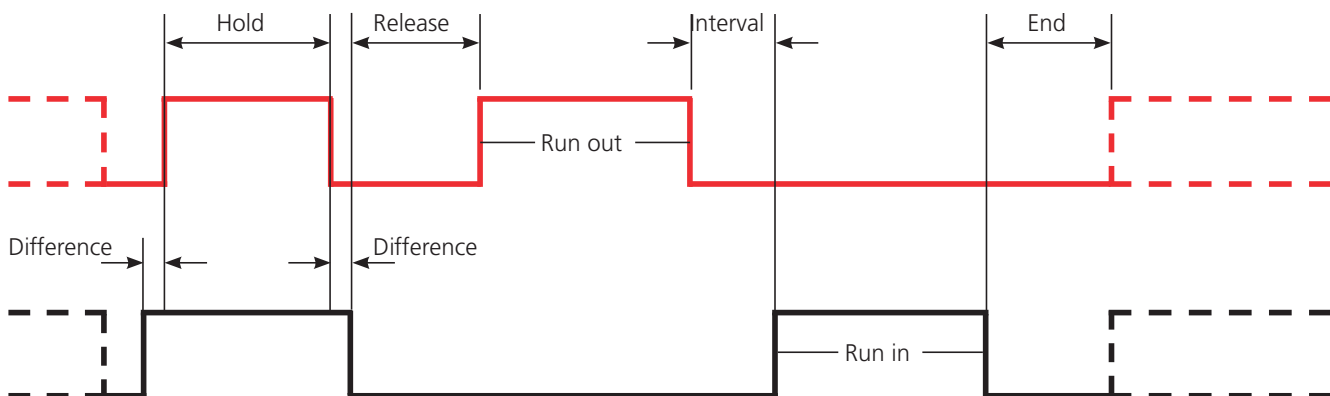 Hold
Release
Interval
End
Run out
Difference
Difference
Run in